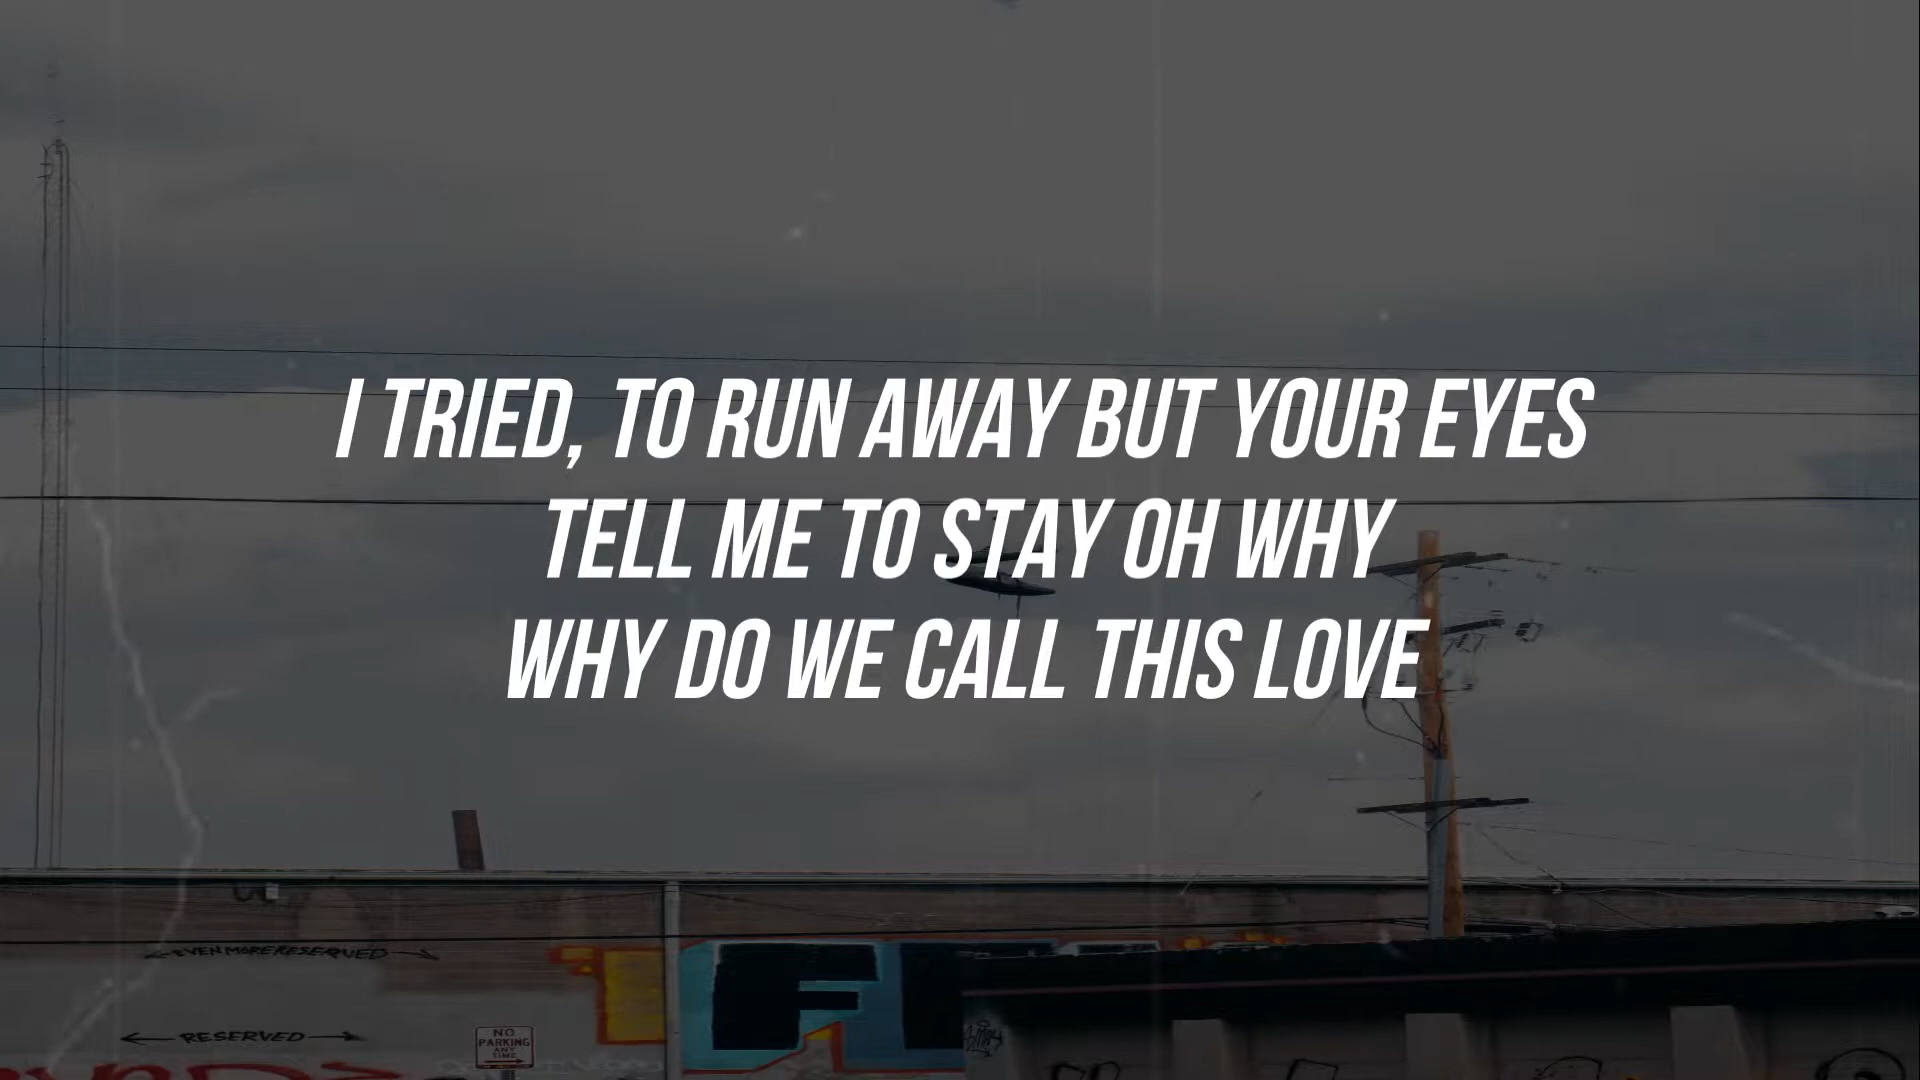 I TRIED, TO RUN AWAY BUT YOUR EYES
TELL ME TO STAY OH WHY
WHY DO WE CALL THIS LOVE
EVEN MORE RESERVED
RESERVED
NO
PARKING
ANY
TIME
F